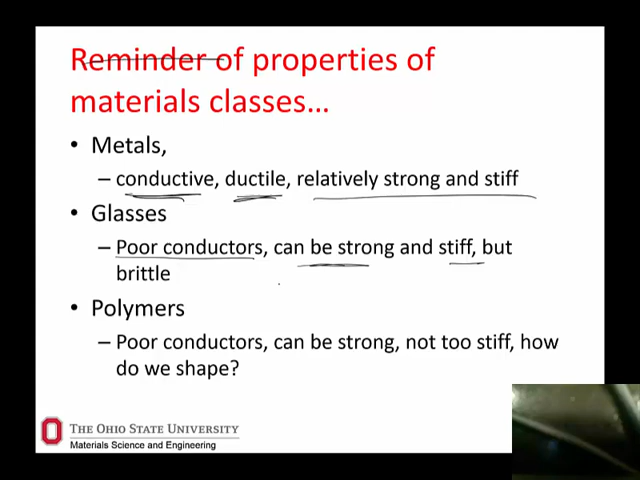 Reminder of properties of
materials classes…
• Metals,
– conductive, ductile, relatively strong and stiff
• Glasses
– Poor conductors, can be strong and stiff, but
brittle
• Polymers
– Poor conductors, can be strong, not too stiff, how
do we shape?
THE OHIO STATE UNIVERSITY
Materials Science and Engineering